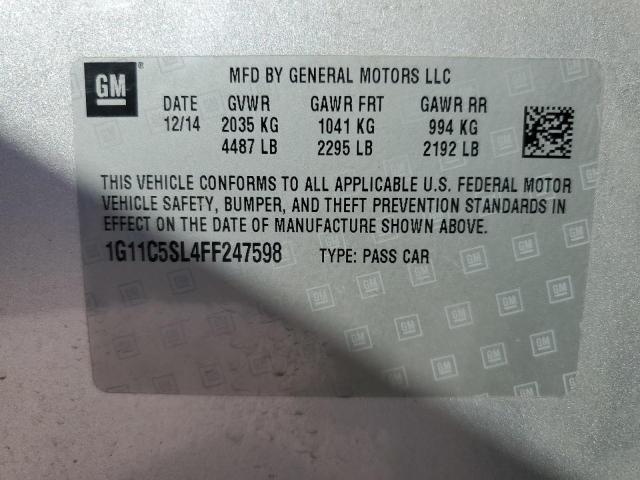 GM
MFD BY GENERAL MOTORS LLC
DATE GVWR GAWR FRT GAWR RR
12/14 2035 KG 1041 KG 994 KG
4487 LB 2295 LB 2192 LB
THIS VEHICLE CONFORMS TO ALL APPLICABLE U.S. FEDERAL MOTOR
VEHICLE SAFETY, BUMPER, AND THEFT PREVENTION STANDARDS IN
EFFECT ON THE DATE OF MANUFACTURE SHOWN ABOVE.
1G11C5SL4FF247598 TYPE: PASS CAR